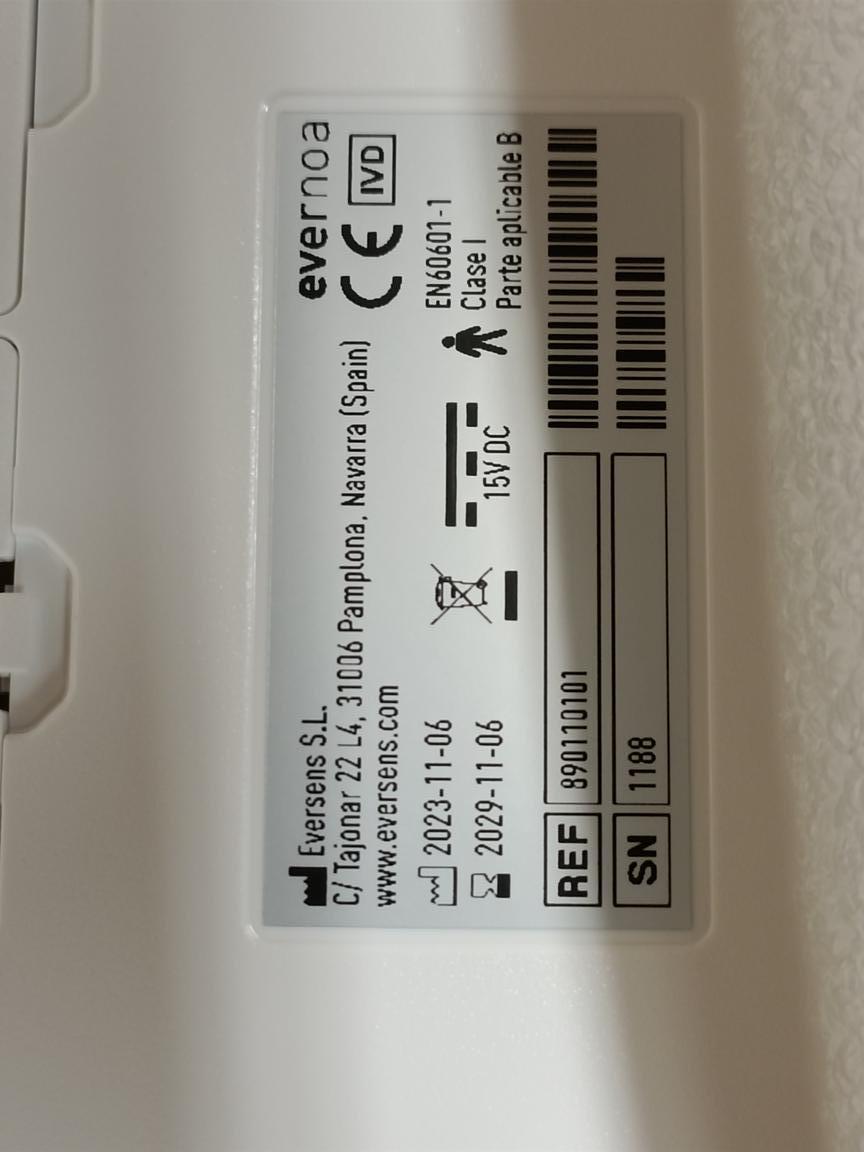 Eversens S.L.
C/ Tajonar 22 L4, 31006 Pamplona, Navarra (Spain)
www.eversens.com
evernoa
CE IVD
2023-11-06
2029-11-06
15V DC
EN60601-1
Clase I
Parte aplicable B
REF 890110101
SN 1188